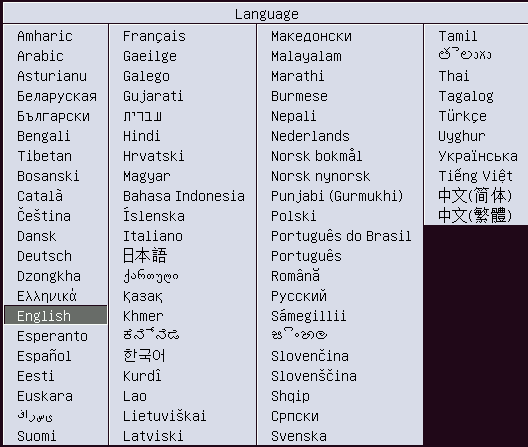 Language
Amharic
Arabic
Asturianu
Беларуская
Български
Bengali
Tibetan
Bosanski
Català
Čeština
Dansk
Deutsch
Dzongkha
Ελληνικά
English
Esperanto
Español
Eesti
Euskara
فارسی
Suomi
Français
Gaeilge
Galego
Gujarati
עברית
Hindi
Hrvatski
Magyar
Bahasa Indonesia
Íslenska
Italiano
日本語
ქართული
Қазақ
Khmer
ಕನ್ನಡ
한국어
Kurdî
Lao
Lietuviškai
Latviski
Македонски
Malayalam
Marathi
Burmese
Nepali
Nederlands
Norsk bokmål
Norsk nynorsk
Punjabi (Gurmukhi)
Polski
Português do Brasil
Português
Română
Русский
Sámegillii
සිංහල
Slovenčina
Slovenščina
Shqip
Српски
Svenska
Tamil
తెలుగు
Thai
Tagalog
Türkçe
Uyghur
Українська
Tiếng Việt
中文(简体)
中文(繁體)